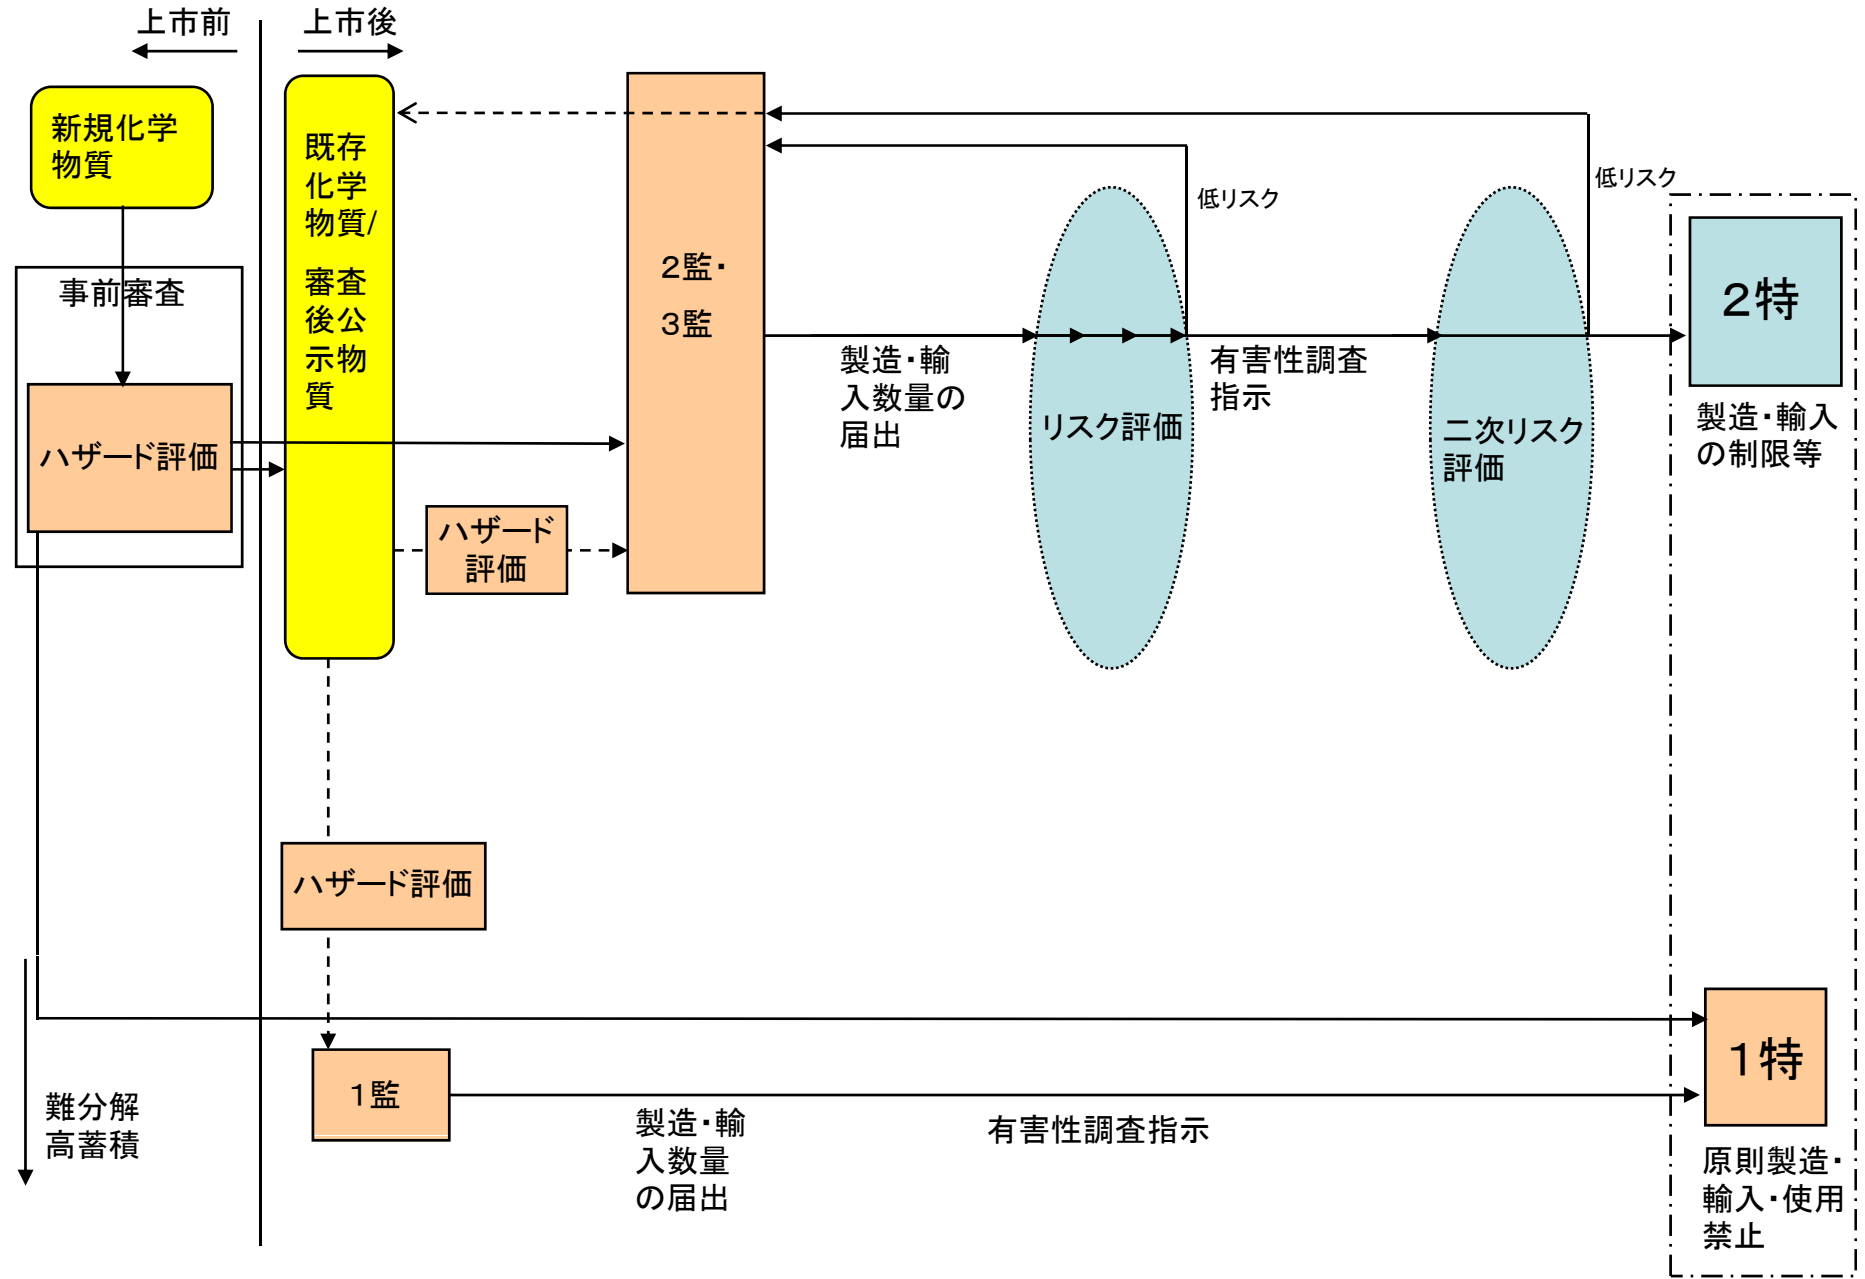 上市前
上市後
新規化学
物質
事前審査
ハザード評価
既存
化学
物質/
審査
後公
示物
質
ハザード
評価
2監・
3監
製造・輸
入数量の
届出
リスク評価
低リスク
有害性調査
指示
二次リスク
評価
低リスク
2特
製造・輸入
の制限等
ハザード評価
難分解
高蓄積
1監
製造・輸
入数量
の届出
有害性調査指示
1特
原則製造・
輸入・使用
禁止